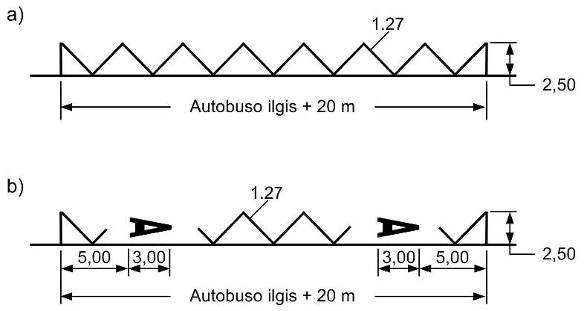 a)
1.27
Autobuso ilgis + 20 m
2,50
b)
1.27
A A
5,00 3,00 3,00 5,00
2,50
Autobuso ilgis + 20 m